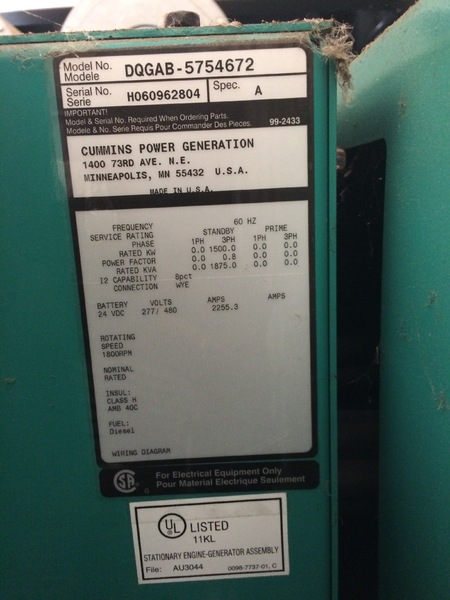 Model No. DQGAB-5754672
Modele
Serial No. H060962804 Spec. A
Serie
IMPORTANT!
Model & Serial No. Required When Ordering Parts.
Modele & No. Serie Requis Pour Commander Des Pieces. 99-2433
CUMMINS POWER GENERATION
1400 73RD AVE. N.E.
MINNEAPOLIS, MN 55432 U.S.A.
MADE IN U.S.A.
FREQUENCY 60 HZ
SERVICE RATING STANDBY PRIME
PHASE 1PH 3PH 1PH 3PH
RATED KW 0.0 1500.0 0.0 0.0
POWER FACTOR 0.0 0.8 0.0 0.0
RATED KVA 0.0 1875.0 0.0 0.0
I2 CAPABILITY 8pct
CONNECTION WYE
BATTERY VOLTS AMPS AMPS
24 VDC 277/ 480 2255.3
ROTATING
SPEED
1800RPM
NOMINAL
RATED
INSUL:
CLASS H
AMB 40C
FUEL:
Diesel
WIRING DIAGRAM
SA For Electrical Equipment Only
Pour Material Electrique Seulement
UL LISTED
11KL
STATIONARY ENGINE-GENERATOR ASSEMBLY
File: AU3044 0098-7737-01, C